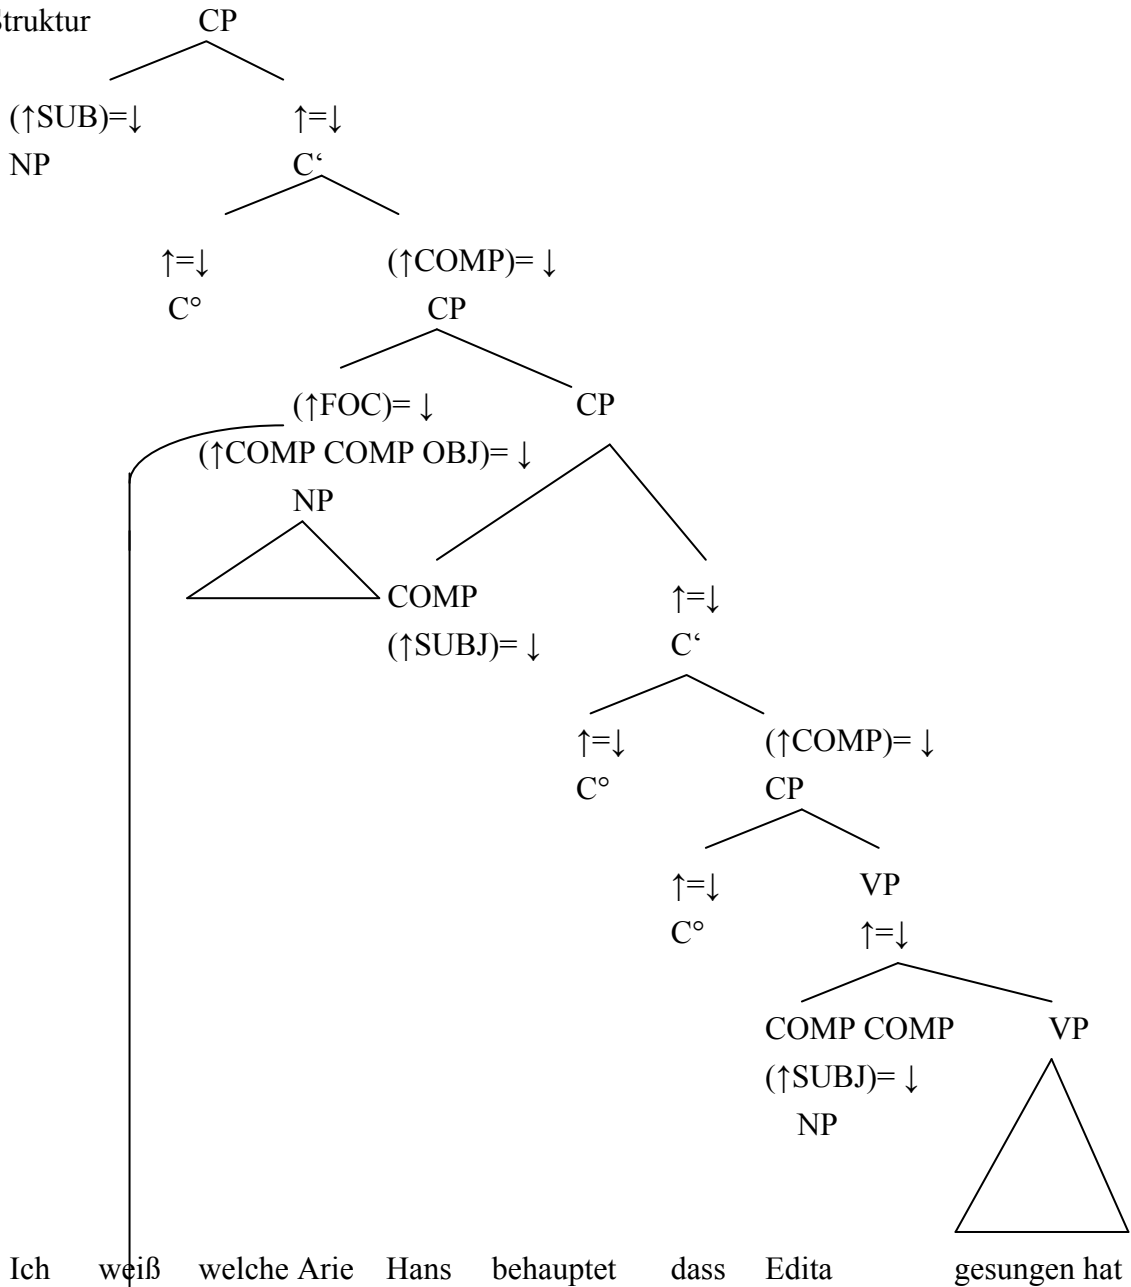 Struktur CP
(↑SUB)=↓ ↑=↓
NP C‘
↑=↓ (↑COMP)= ↓
C° CP
(↑FOC)= ↓ CP
(↑COMP COMP OBJ)= ↓
NP
COMP ↑=↓
(↑SUBJ)= ↓ C‘
↑=↓ (↑COMP)= ↓
C° CP
↑=↓ VP
C° ↑=↓
COMP COMP VP
(↑SUBJ)= ↓
NP
Ich weiß welche Arie Hans behauptet dass Edita gesungen hat